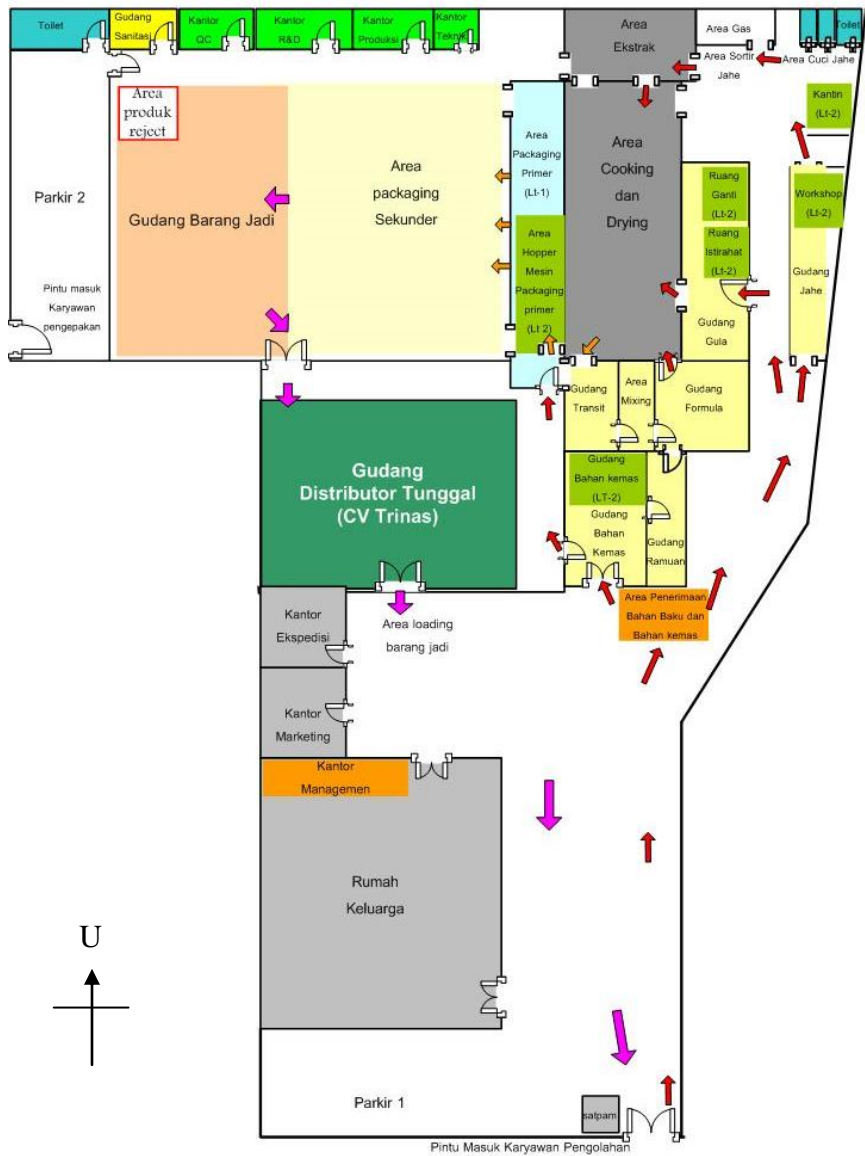 Toilet
Gudang
Sanitasi
Kantor
QC
Kantor
R&D
Kantor
Produksi
Kantor
Teknik
Area
Ekstrak
Area Gas
Toilet
Area Sortir
Jahe
Area Cuci Jahe
Kantin
(Lt-2)
Area
produk
reject
Parkir 2
Gudang Barang Jadi
Area
packaging
Sekunder
Area
Packaging
Primer
(Lt-1)
Area
Hopper
Mesin
Packaging
primer
(Lt 2)
Area
Cooking
dan
Drying
Ruang
Ganti
(Lt-2)
Ruang
Istirahat
(Lt-2)
Gudang
Gula
Workshop
(Lt-2)
Gudang
Jahe
Pintu masuk
Karyawan
pengepakan
Gudang
Transit
Area
Mixing
Gudang
Formula
Gudang
Distributor Tunggal
(CV Trinas)
Gudang
Bahan kemas
(LT-2)
Gudang
Bahan
Kemas
Gudang
Ramuan
Area Penerimaan
Bahan Baku dan
Bahan kemas
Kantor
Ekspedisi
Area loading
barang jadi
Kantor
Marketing
Kantor
Managemen
Rumah
Keluarga
U
Parkir 1
satpam
Pintu Masuk Karyawan Pengolahan